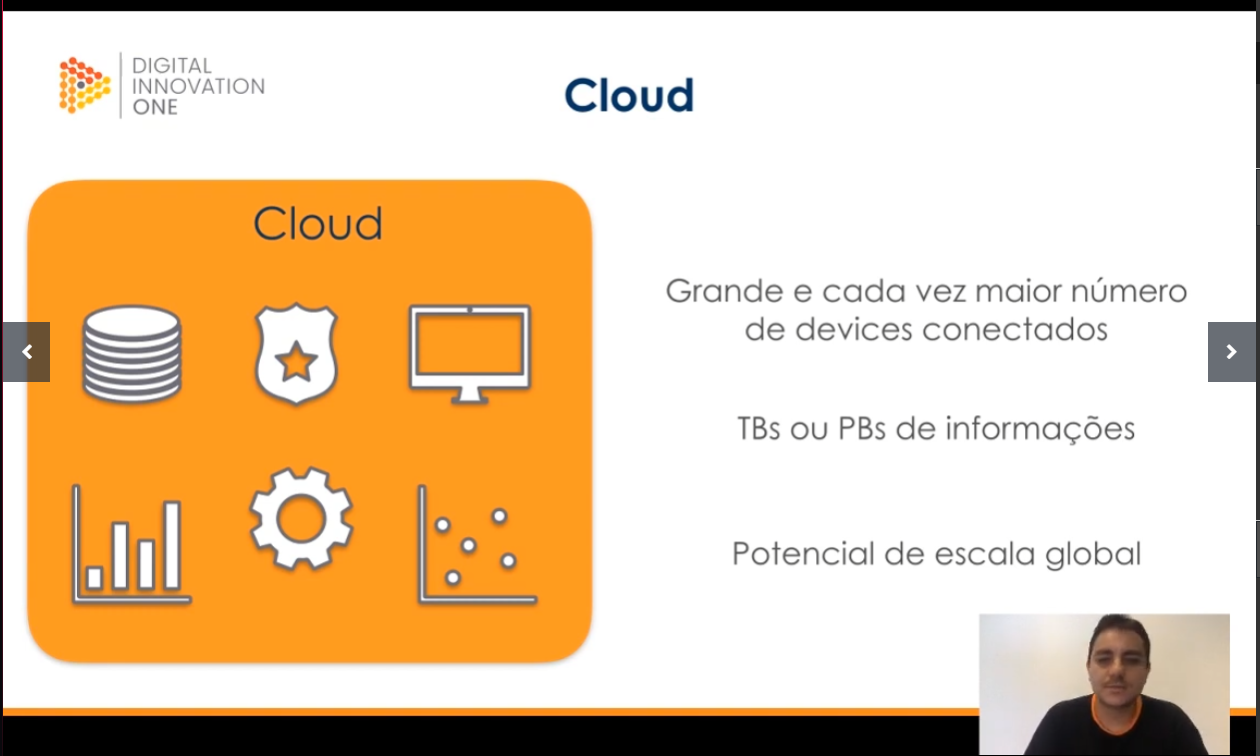 DIGITAL
INNOVATION
ONE
Cloud
Cloud
Grande e cada vez maior número
de devices conectados
TBs ou PBs de informações
Potencial de escala global